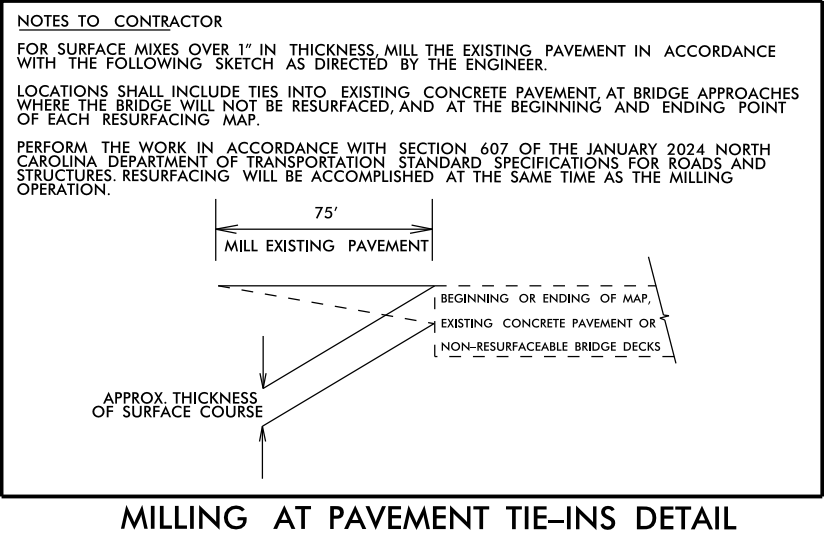 NOTES TO CONTRACTOR
FOR SURFACE MIXES OVER 1" IN THICKNESS, MILL THE EXISTING PAVEMENT IN ACCORDANCE
WITH THE FOLLOWING SKETCH AS DIRECTED BY THE ENGINEER.
LOCATIONS SHALL INCLUDE TIES INTO EXISTING CONCRETE PAVEMENT, AT BRIDGE APPROACHES
WHERE THE BRIDGE WILL NOT BE RESURFACED, AND AT THE BEGINNING AND ENDING POINT
OF EACH RESURFACING MAP.
PERFORM THE WORK IN ACCORDANCE WITH SECTION 607 OF THE JANUARY 2024 NORTH
CAROLINA DEPARTMENT OF TRANSPORTATION STANDARD SPECIFICATIONS FOR ROADS AND
STRUCTURES. RESURFACING WILL BE ACCOMPLISHED AT THE SAME TIME AS THE MILLING
OPERATION.
75'
MILL EXISTING PAVEMENT
BEGINNING OR ENDING OF MAP,
EXISTING CONCRETE PAVEMENT OR
NON-RESURFACEABLE BRIDGE DECKS
APPROX. THICKNESS
OF SURFACE COURSE
MILLING AT PAVEMENT TIE-INS DETAIL